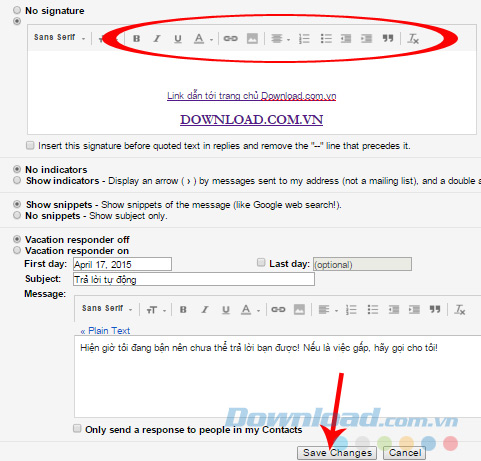 No signature
Sans Serif
B I U A
Link dẫn tới trang chủ Download.com.vn
DOWNLOAD.COM.VN
Insert this signature before quoted text in replies and remove the "--" line that precedes it.
No indicators
Show indicators - Display an arrow ( › ) by messages sent to my address (not a mailing list), and a double a
Show snippets - Show snippets of the message (like Google web search!).
No snippets - Show subject only.
Vacation responder off
Vacation responder on
First day: April 17, 2015 Last day: (optional)
Subject: Trả lời tự động
Message:
Sans Serif TT B I U A
« Plain Text
Hiện giờ tôi đang bận nên chưa thể trả lời bạn được! Nếu là việc gấp, hãy gọi cho tôi!
Download.com.vn
Only send a response to people in my Contacts
Save Changes Cancel